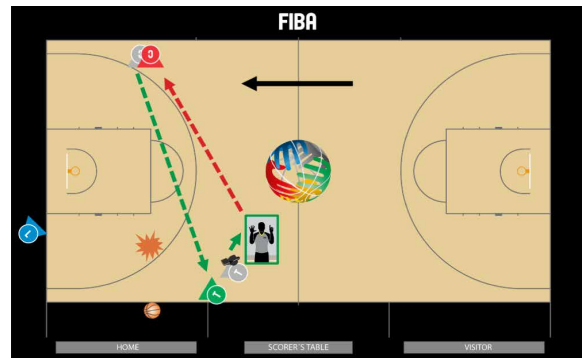 FIBA
C C
L
T
T
HOME SCORER'S TABLE VISITOR